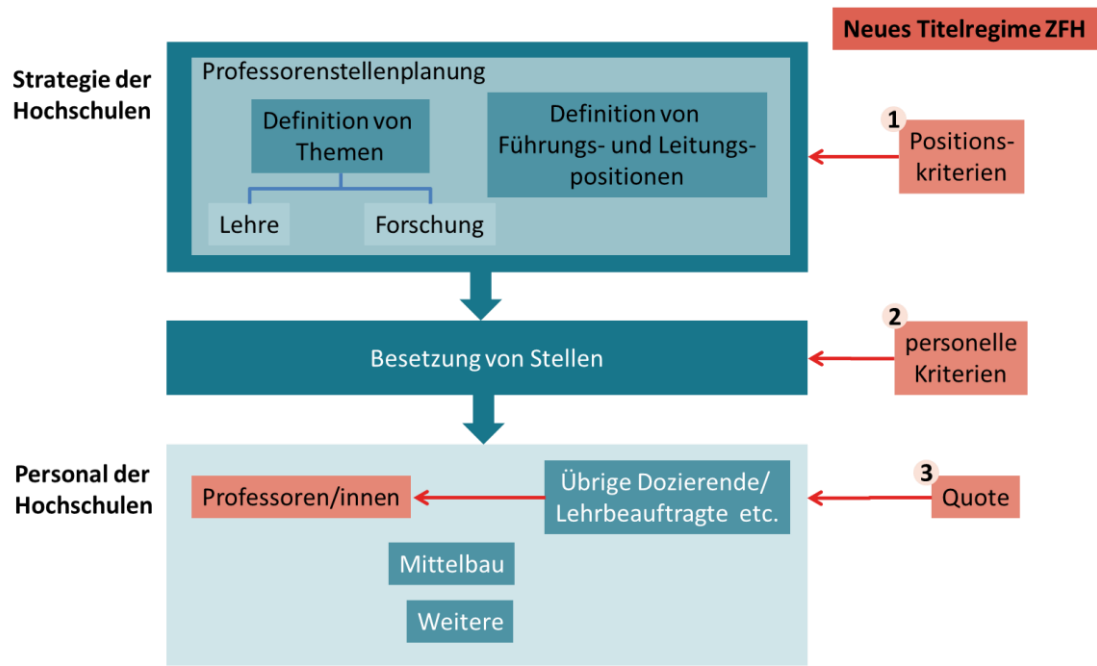 Neues Titelregime ZFH
Strategie der
Hochschulen
Professorenstellenplanung
Definition von
Themen
Definition von
Führungs- und Leitungs-
positionen
Lehre
Forschung
1
Positions-
kriterien
Besetzung von Stellen
2
personelle
Kriterien
Personal der
Hochschulen
Professoren/innen
Übrige Dozierende/
Lehrbeauftragte etc.
3
Quote
Mittelbau
Weitere